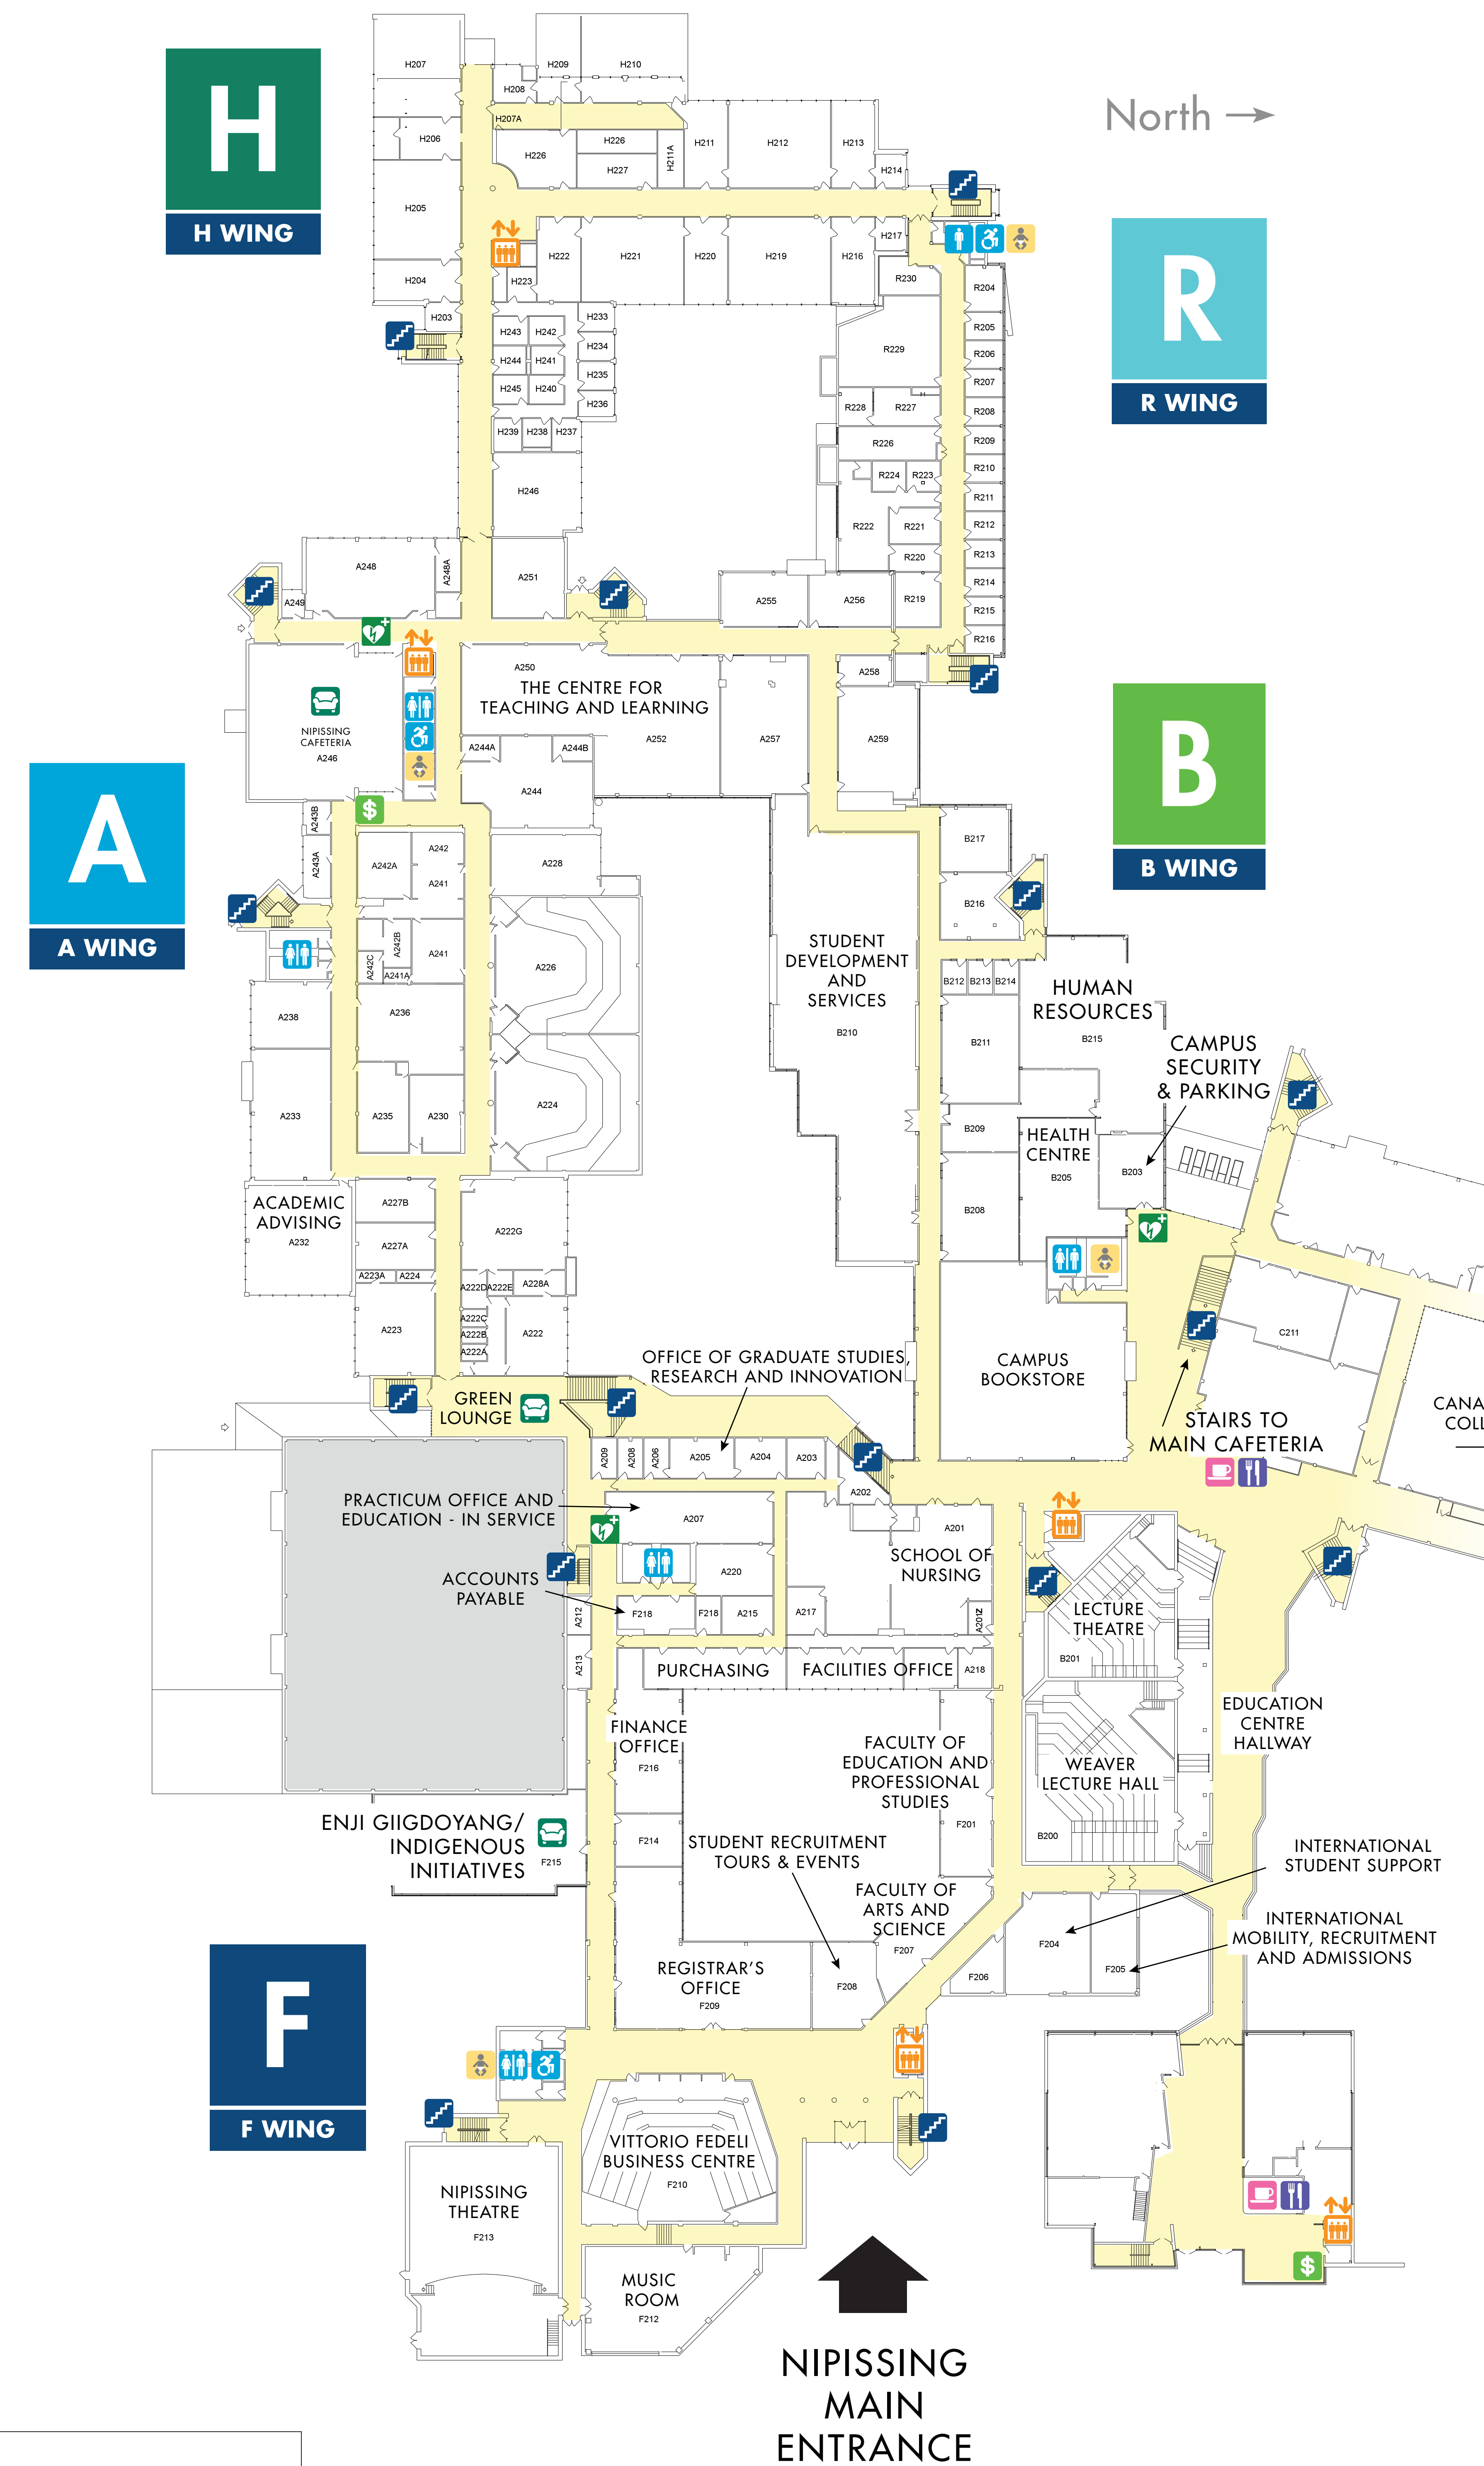 H
H WING
North
R
R WING
B
B WING
A
A WING
F
F WING
H207
H209
H210
H208
H207A
H206
H226
H226
H227
H211A
H211
H212
H213
H214
H205
H204
H203
H222
H223
H221
H220
H219
H216
H217
R230
R204
R205
R206
R207
R208
R209
R210
R211
R212
R213
R214
R215
R216
R229
R228
R227
R226
R224
R223
R222
R221
R220
R219
H243
H242
H244
H241
H245
H240
H233
H234
H235
H236
H239
H238
H237
H246
A248
A248A
A249
A251
A255
A256
A250
THE CENTRE FOR
TEACHING AND LEARNING
A252
A257
A258
A259
NIPISSING
CAFETERIA
A246
A244A
A244B
A244
$
A243B
A243A
A242A
A242
A241
A228
A242B
A242C
A241
A241A
A226
A238
A236
A233
A235
A230
A224
B217
B216
STUDENT
DEVELOPMENT
AND
SERVICES
B210
B212
B213
B214
HUMAN
RESOURCES
B215
B211
CAMPUS
SECURITY
& PARKING
B209
HEALTH
CENTRE
B205
B203
B208
ACADEMIC
ADVISING
A232
A227B
A227A
A223A
A224
A223
A222G
A222D
A222E
A228A
A222C
A222B
A222A
A222
CAMPUS
BOOKSTORE
C211
STAIRS TO
MAIN CAFETERIA
CANA
COLL
OFFICE OF GRADUATE STUDIES,
RESEARCH AND INNOVATION
GREEN
LOUNGE
A209
A208
A206
A205
A204
A203
A202
PRACTICUM OFFICE AND
EDUCATION - IN SERVICE
A207
A201
SCHOOL OF
NURSING
ACCOUNTS
PAYABLE
A220
F218
F218
A215
A217
A201Z
A212
A213
PURCHASING
FACILITIES OFFICE
A218
LECTURE
THEATRE
B201
FINANCE
OFFICE
F216
FACULTY OF
EDUCATION AND
PROFESSIONAL
STUDIES
F201
WEAVER
LECTURE HALL
B200
EDUCATION
CENTRE
HALLWAY
ENJI GIIGDOYANG/
INDIGENOUS
INITIATIVES
F215
F214
STUDENT RECRUITMENT
TOURS & EVENTS
FACULTY OF
ARTS AND
SCIENCE
F207
INTERNATIONAL
STUDENT SUPPORT
INTERNATIONAL
MOBILITY, RECRUITMENT
AND ADMISSIONS
F204
F205
F206
REGISTRAR'S
OFFICE
F209
F208
VITTORIO FEDELI
BUSINESS CENTRE
F210
NIPISSING
THEATRE
F213
MUSIC
ROOM
F212
$
NIPISSING
MAIN
ENTRANCE